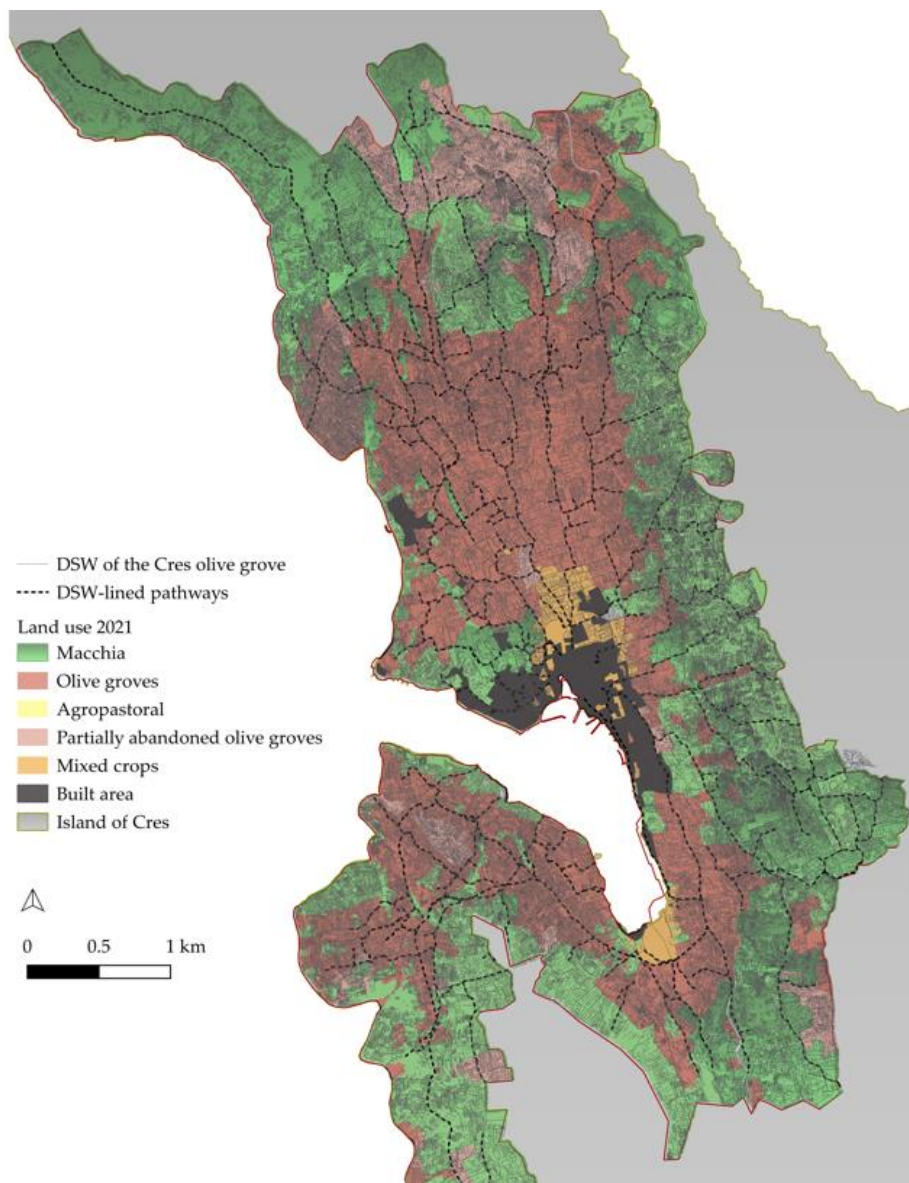 DSW of the Cres olive grove
DSW-lined pathways
Land use 2021
Macchia
Olive groves
Agropastoral
Partially abandoned olive groves
Mixed crops
Built area
Island of Cres
0 0.5 1 km